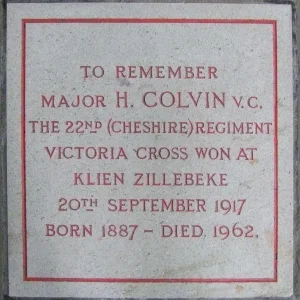 TO REMEMBER
MAJOR H. COLVIN V.C.
THE 22ND (CHESHIRE) REGIMENT
VICTORIA CROSS WON AT
KLIEN ZILLEBEKE
20TH SEPTEMBER 1917
BORN 1887 – DIED 1962.